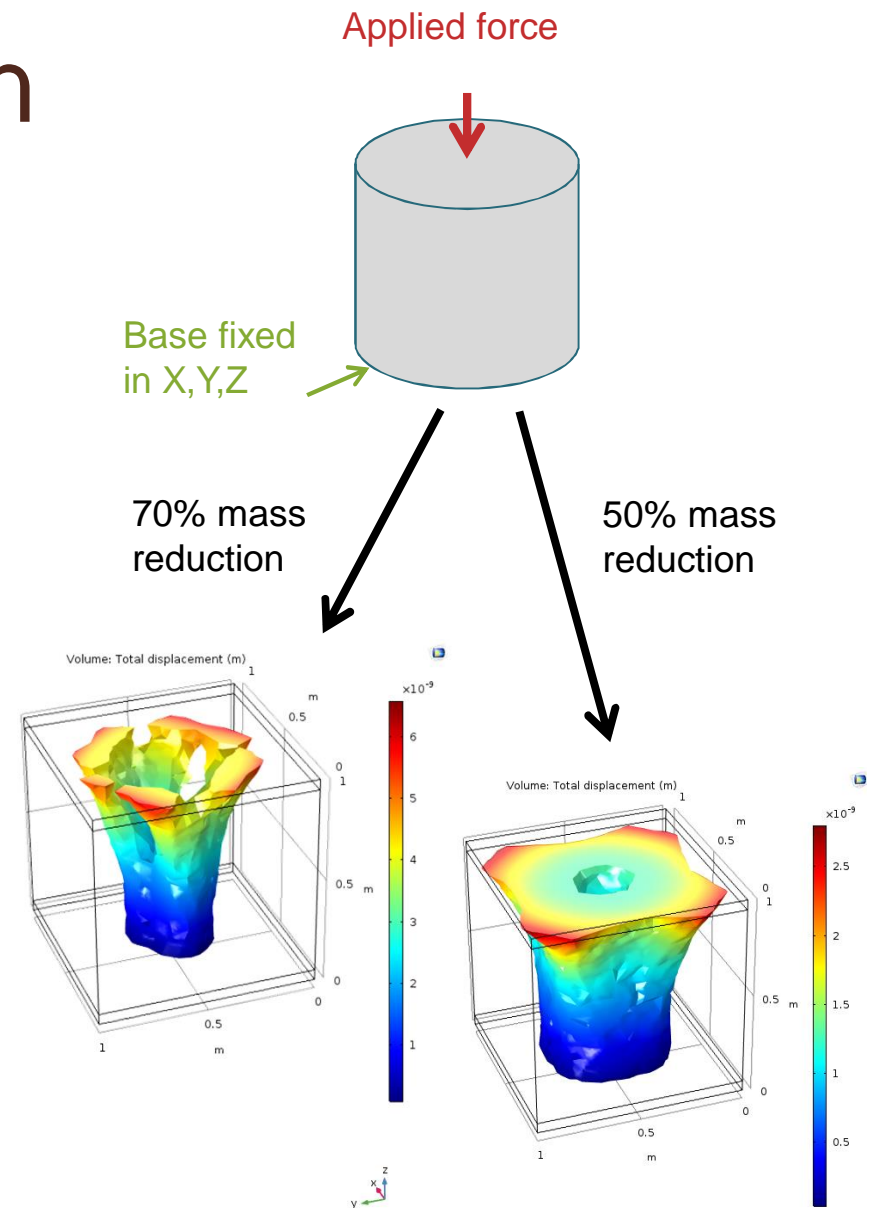 n
Applied force
Base fixed
in X,Y,Z
70% mass
reduction
50% mass
reduction
Volume: Total displacement (m)
1
m
0.5
0
1
0.5
m
0
0
0.5
m
1
×10⁻⁹
6
5
4
3
2
1
Volume: Total displacement (m)
1
m
0.5
0
1
0.5
m
0
0
0.5
m
1
×10⁻⁹
2.5
2
1.5
1
0.5
z
x
y